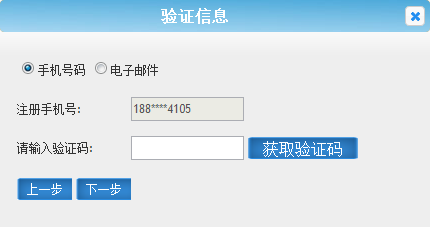 验证信息
手机号码 电子邮件
注册手机号: 188****4105
请输入验证码: 获取验证码
上一步 下一步